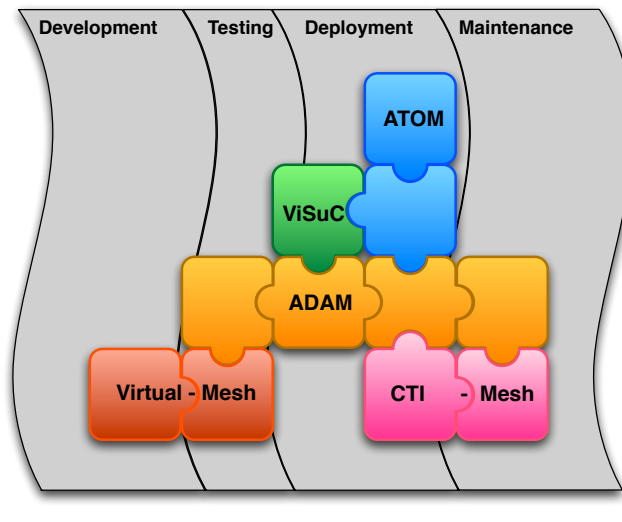 Development Testing Deployment Maintenance
ATOM
ViSuC
ADAM
Virtual - Mesh CTI - Mesh